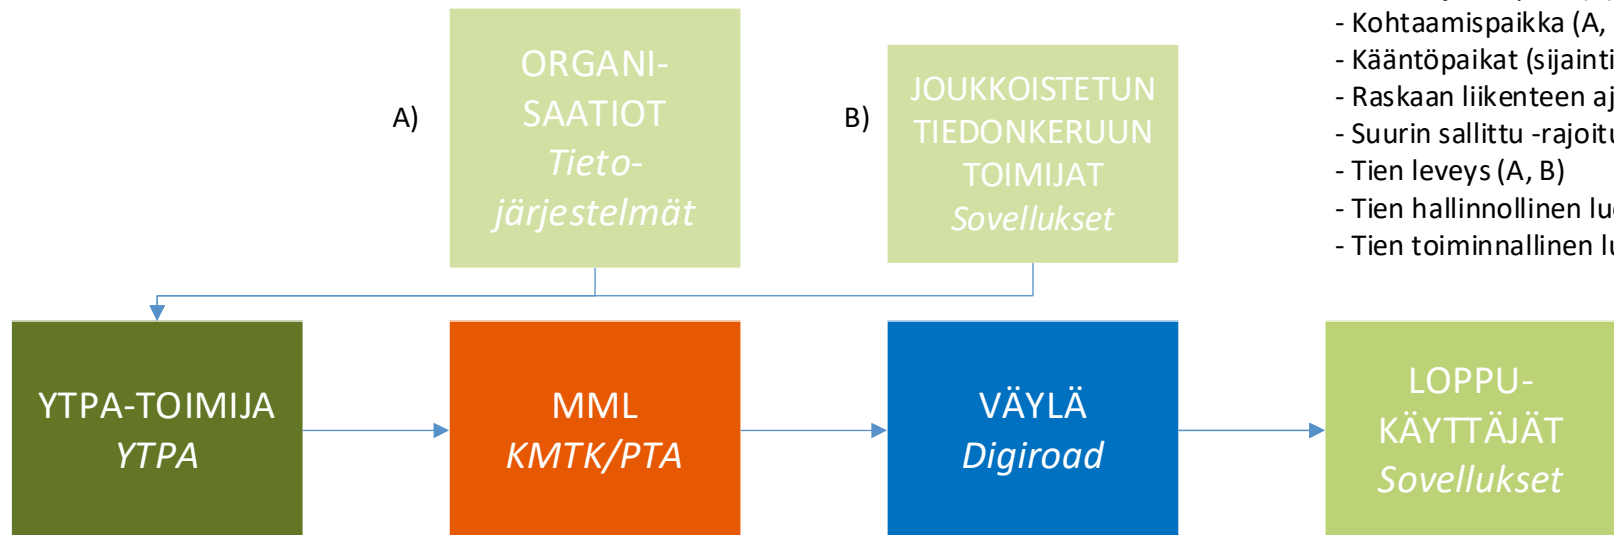 A)
ORGANI-
SAATIOT
Tieto-
järjestelmät
B)
JOUKKOISTETUN
TIEDONKERUUN
TOIMIJAT
Sovellukset
- Kohtaamispaikka (A,
- Kääntöpaikat (sijainti
- Raskaan liikenteen aj
- Suurin sallittu -rajoitu
- Tien leveys (A, B)
- Tien hallinnollinen lu
- Tien toiminnallinen lu
YTPA-TOIMIJA
YTPA
MML
KMTK/PTA
VÄYLÄ
Digiroad
LOPPU-
KÄYTTÄJÄT
Sovellukset